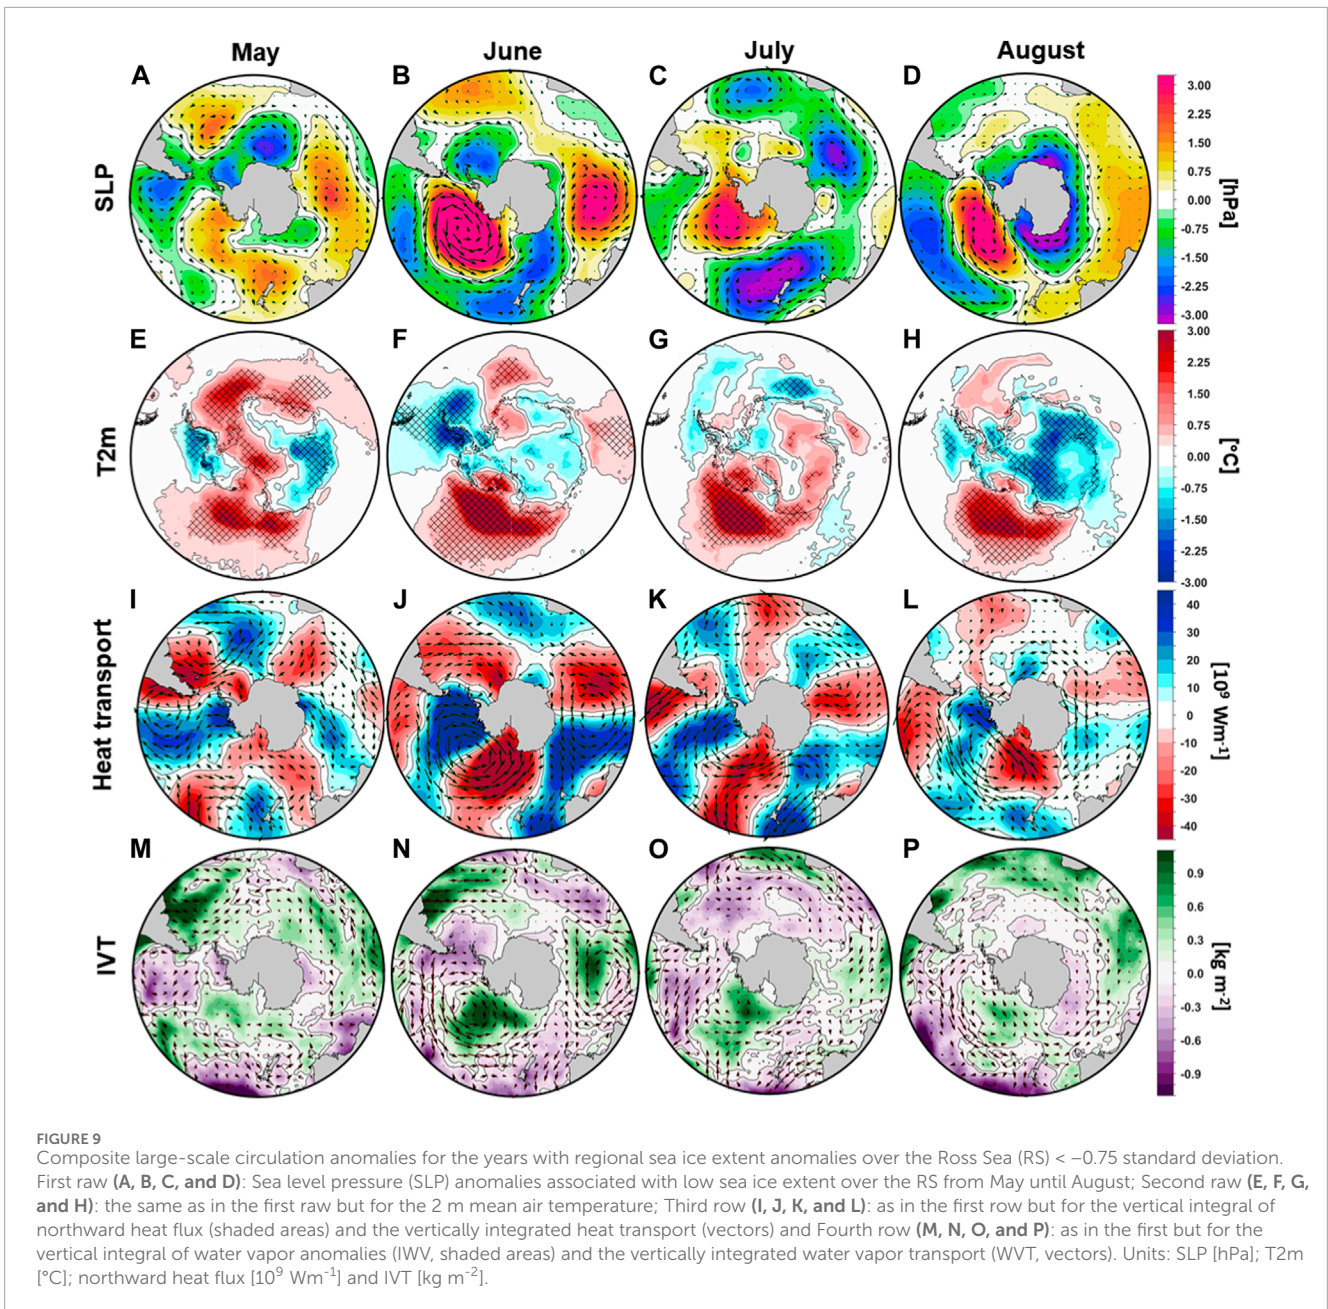 May June July August
A B C D
SLP
3.00
2.25
1.50
0.75
0.00
-0.75
-1.50
-2.25
-3.00
[hPa]
E F G H
T2m
3.00
2.25
1.50
0.75
0.00
-0.75
-1.50
-2.25
-3.00
[°C]
I J K L
Heat transport
40
30
20
10
0
-10
-20
-30
-40
[10⁹ Wm⁻¹]
M N O P
IVT
0.9
0.6
0.3
0.0
-0.3
-0.6
-0.9
[kg m⁻²]
FIGURE 9
Composite large-scale circulation anomalies for the years with regional sea ice extent anomalies over the Ross Sea (RS) < −0.75 standard deviation.
First raw (A, B, C, and D): Sea level pressure (SLP) anomalies associated with low sea ice extent over the RS from May until August; Second raw (E, F, G,
and H): the same as in the first raw but for the 2 m mean air temperature; Third row (I, J, K, and L): as in the first row but for the vertical integral of
northward heat flux (shaded areas) and the vertically integrated heat transport (vectors) and Fourth row (M, N, O, and P): as in the first but for the
vertical integral of water vapor anomalies (IWV, shaded areas) and the vertically integrated water vapor transport (WVT, vectors). Units: SLP [hPa]; T2m
[°C]; northward heat flux [10⁹ Wm⁻¹] and IVT [kg m⁻²].